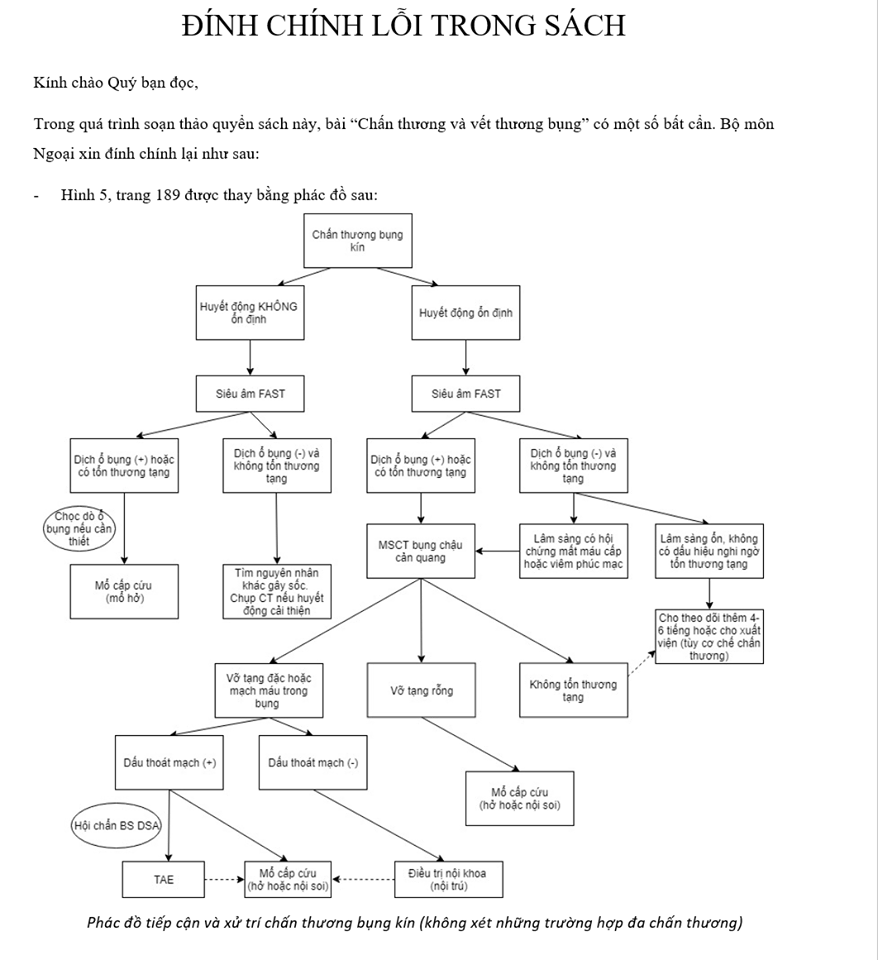 ĐÍNH CHÍNH LỖI TRONG SÁCH
Kính chào Quý bạn đọc,
Trong quá trình soạn thảo quyển sách này, bài “Chấn thương và vết thương bụng” có một số bất cẩn. Bộ môn
Ngoại xin đính chính lại như sau:
- Hình 5, trang 189 được thay bằng phác đồ sau:
Chấn thương bụng
kín
Huyết động KHÔNG
ổn định
Huyết động ổn định
Siêu âm FAST
Siêu âm FAST
Dịch ổ bụng (+) hoặc
có tổn thương tạng
Dịch ổ bụng (-) và
không tổn thương
tạng
Dịch ổ bụng (+) hoặc
có tổn thương tạng
Dịch ổ bụng (-) và
không tổn thương
tạng
Chọc dò ổ
bụng nếu cần
thiết
MSCT bụng chậu
cản quang
Lâm sàng có hội
chứng mất máu cấp
hoặc viêm phúc mạc
Lâm sàng ổn, không
có dấu hiệu nghi ngờ
tổn thương tạng
Mổ cấp cứu
(mổ hở)
Tìm nguyên nhân
khác gây sốc.
Chụp CT nếu huyết
động cải thiện
Cho theo dõi thêm 4-
6 tiếng hoặc cho xuất
viện (tùy cơ chế chấn
thương)
Vỡ tạng đặc hoặc
mạch máu trong
bụng
Vỡ tạng rỗng
Không tổn thương
tạng
Dấu thoát mạch (+)
Dấu thoát mạch (-)
Mổ cấp cứu
(hở hoặc nội soi)
Hội chẩn BS DSA
TAE
Mổ cấp cứu
(hở hoặc nội soi)
Điều trị nội khoa
(nội trú)
Phác đồ tiếp cận và xử trí chấn thương bụng kín (không xét những trường hợp đa chấn thương)